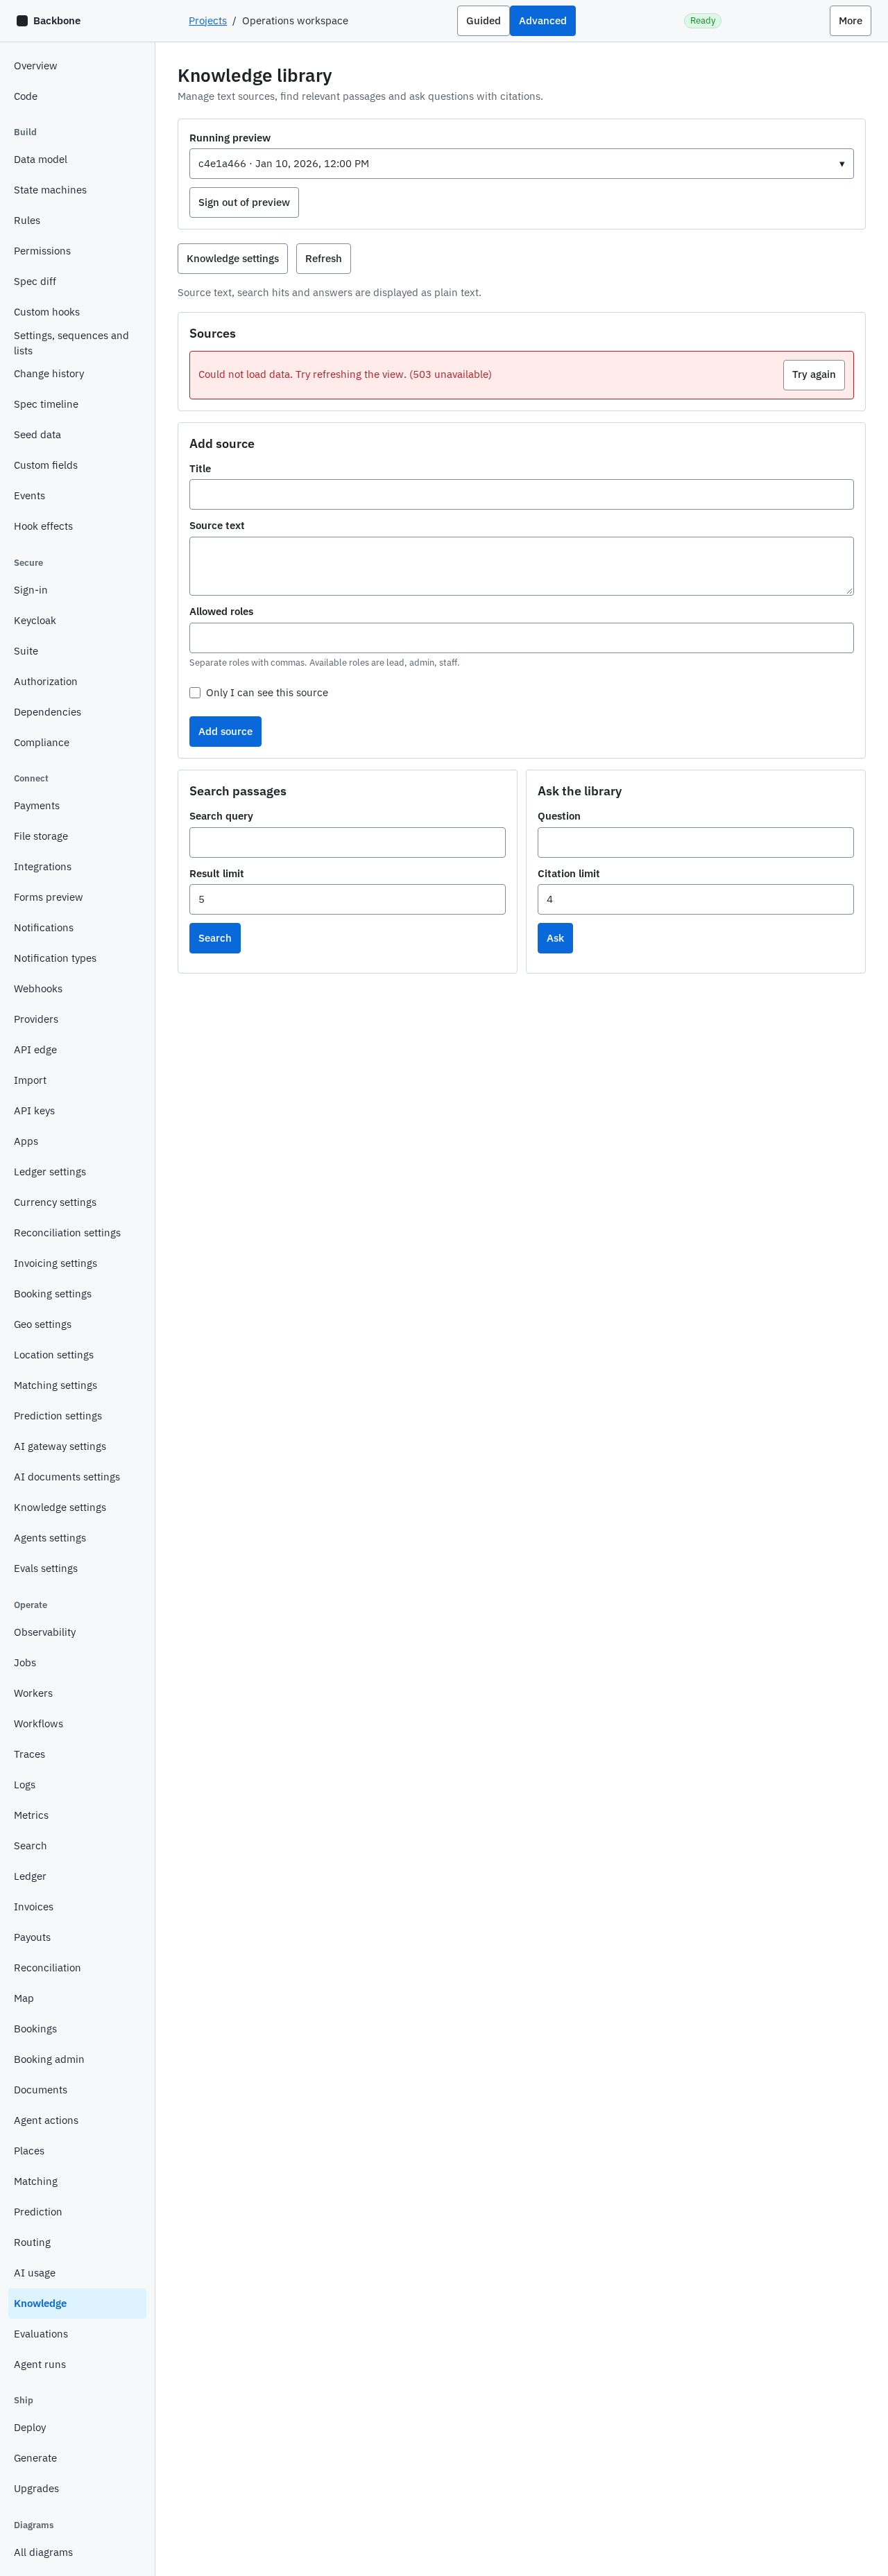 Backbone
Projects / Operations workspace
Guided
Advanced
Ready
More
Overview
Code
Build
Data model
State machines
Rules
Permissions
Spec diff
Custom hooks
Settings, sequences and
lists
Change history
Spec timeline
Seed data
Custom fields
Events
Hook effects
Secure
Sign-in
Keycloak
Suite
Authorization
Dependencies
Compliance
Connect
Payments
File storage
Integrations
Forms preview
Notifications
Notification types
Webhooks
Providers
API edge
Import
API keys
Apps
Ledger settings
Currency settings
Reconciliation settings
Invoicing settings
Booking settings
Geo settings
Location settings
Matching settings
Prediction settings
AI gateway settings
AI documents settings
Knowledge settings
Agents settings
Evals settings
Operate
Observability
Jobs
Workers
Workflows
Traces
Logs
Metrics
Search
Ledger
Invoices
Payouts
Reconciliation
Map
Bookings
Booking admin
Documents
Agent actions
Places
Matching
Prediction
Routing
AI usage
Knowledge
Evaluations
Agent runs
Ship
Deploy
Generate
Upgrades
Diagrams
All diagrams
Knowledge library
Manage text sources, find relevant passages and ask questions with citations.
Running preview
c4e1a466 · Jan 10, 2026, 12:00 PM
Sign out of preview
Knowledge settings
Refresh
Source text, search hits and answers are displayed as plain text.
Sources
Could not load data. Try refreshing the view. (503 unavailable)
Try again
Add source
Title
Source text
Allowed roles
Separate roles with commas. Available roles are lead, admin, staff.
Only I can see this source
Add source
Search passages
Search query
Result limit
5
Search
Ask the library
Question
Citation limit
4
Ask